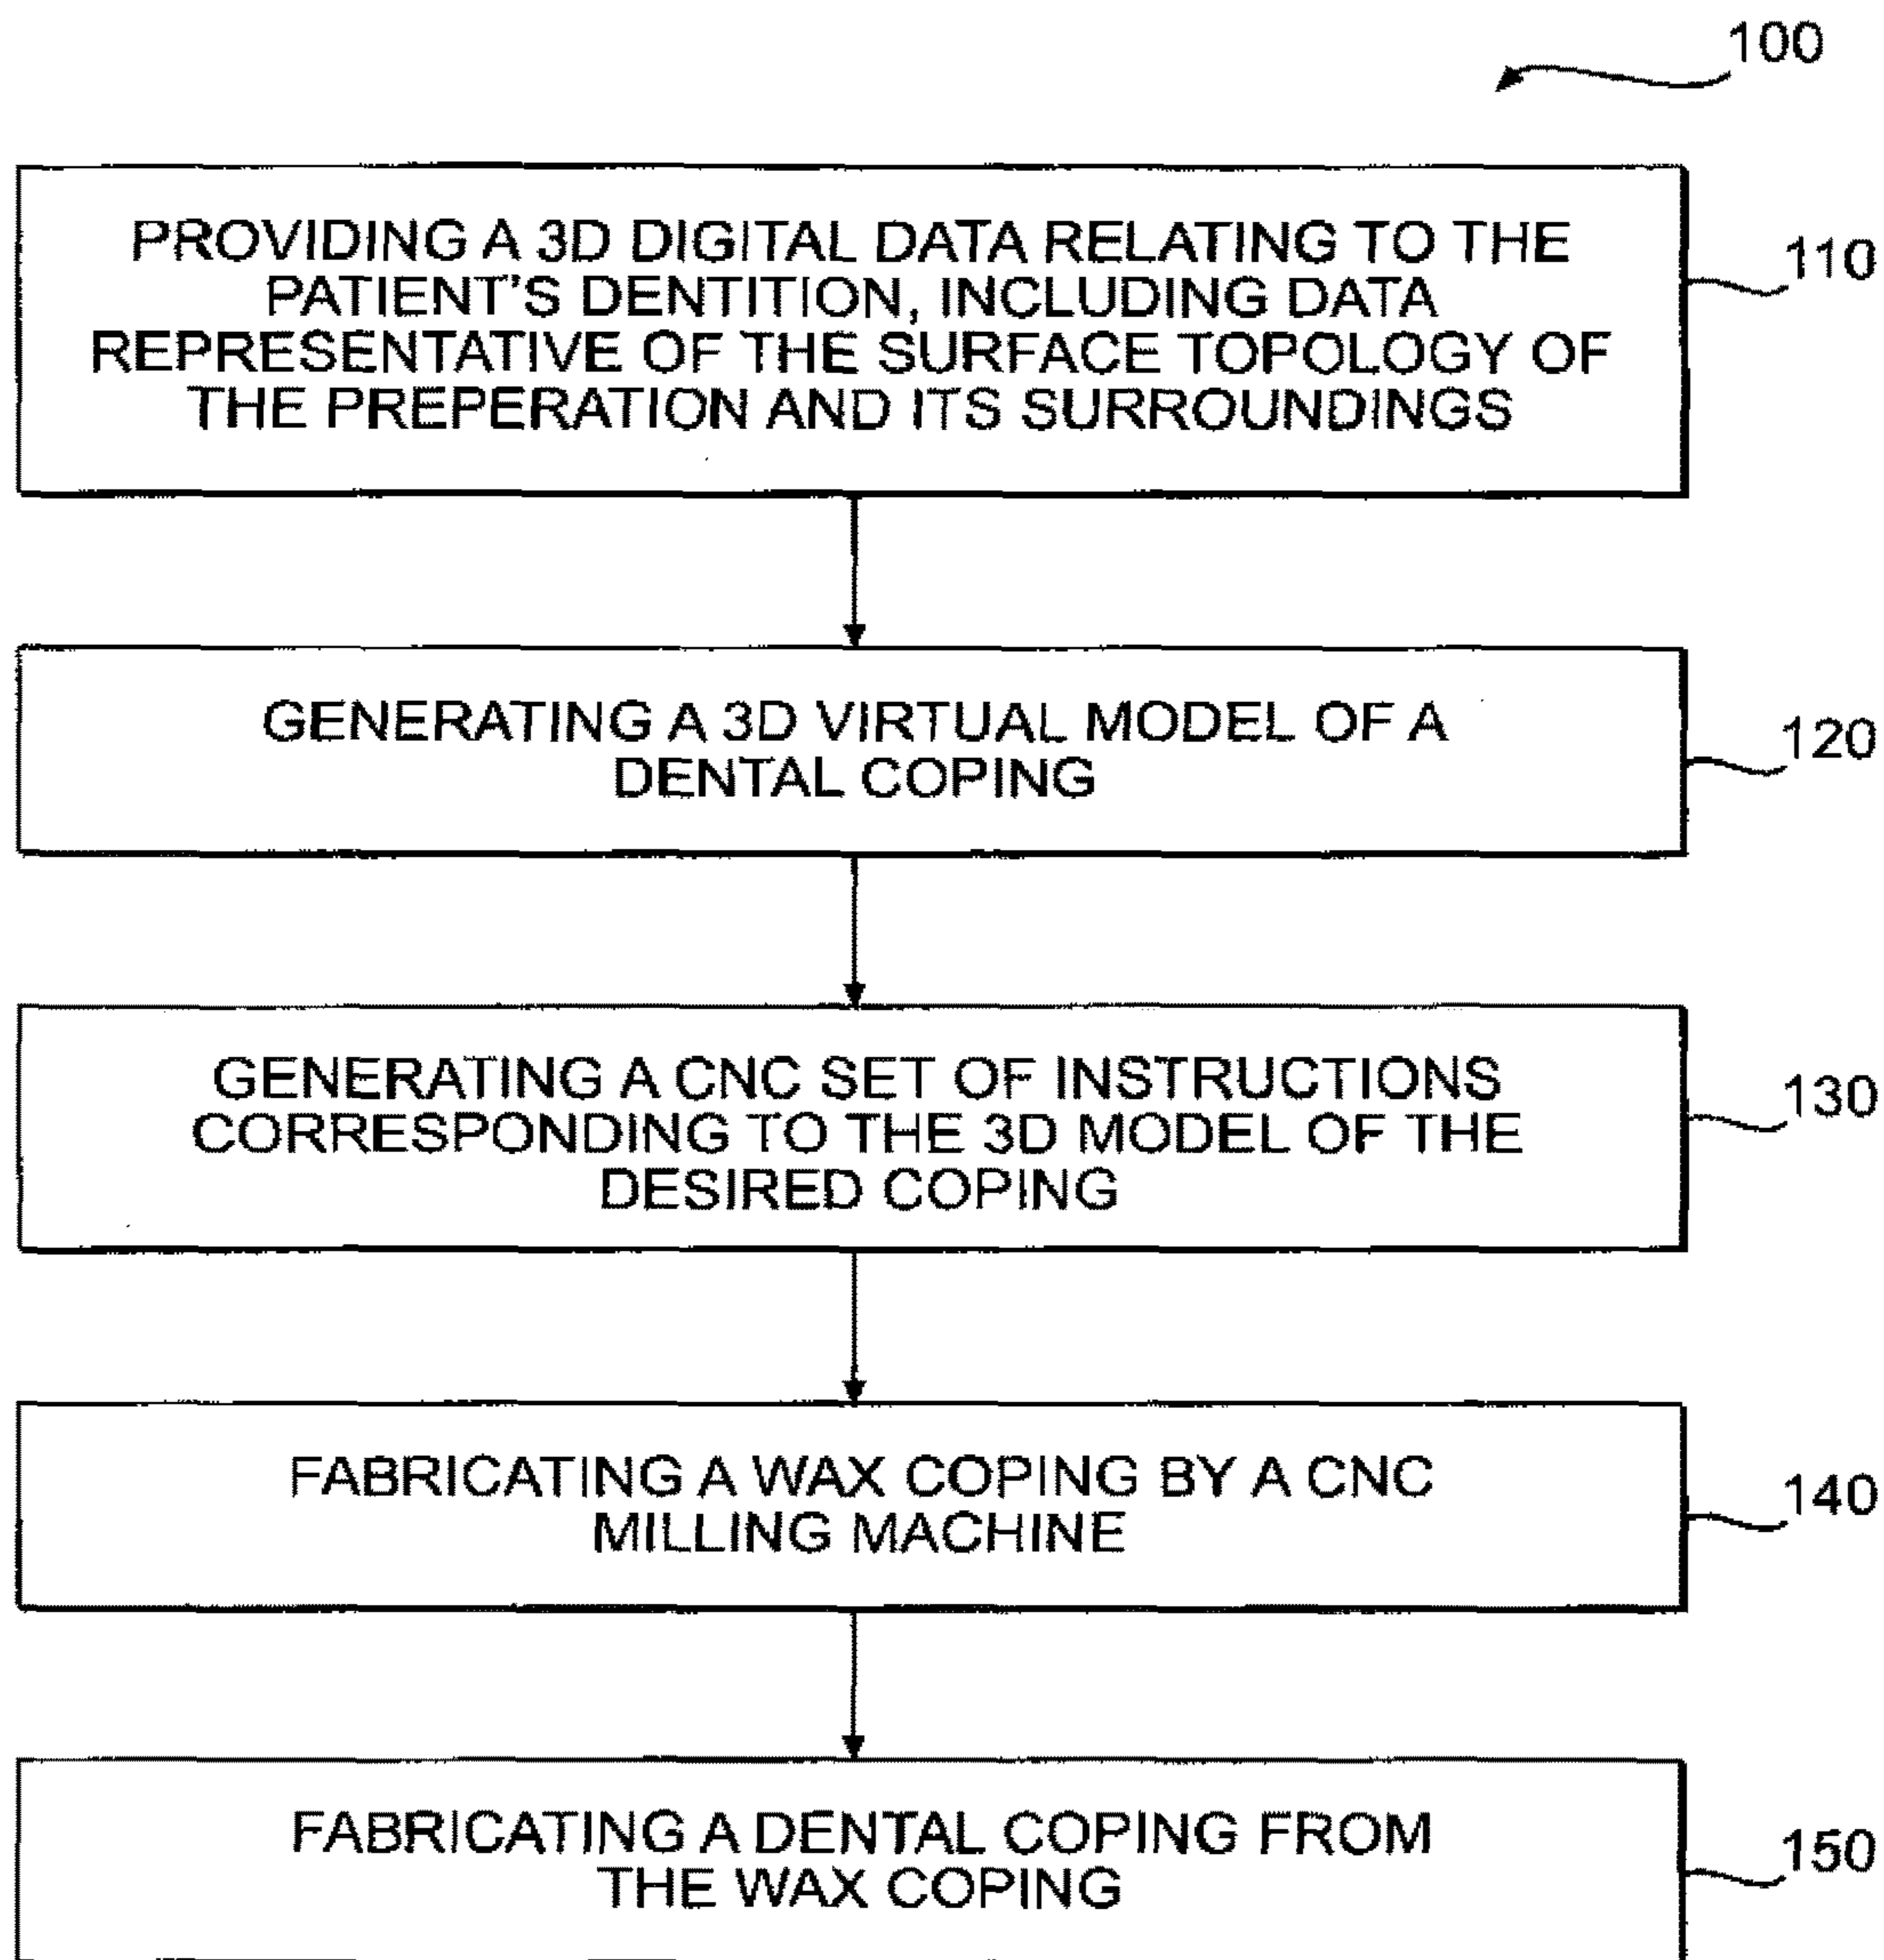 100
PROVIDING A 3D DIGITAL DATA RELATING TO THE
PATIENT'S DENTITION, INCLUDING DATA
REPRESENTATIVE OF THE SURFACE TOPOLOGY OF
THE PREPERATION AND ITS SURROUNDINGS
110
GENERATING A 3D VIRTUAL MODEL OF A
DENTAL COPING
120
GENERATING A CNC SET OF INSTRUCTIONS
CORRESPONDING TO THE 3D MODEL OF THE
DESIRED COPING
130
FABRICATING A WAX COPING BY A CNC
MILLING MACHINE
140
FABRICATING A DENTAL COPING FROM
THE WAX COPING
150